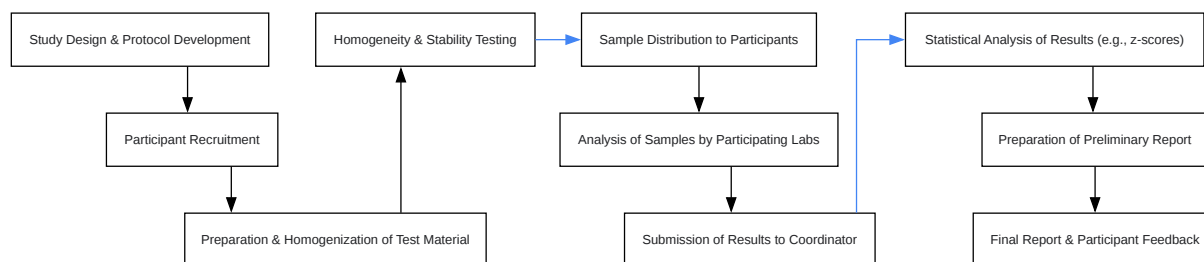 Study Design & Protocol Development
Participant Recruitment
Preparation & Homogenization of Test Material
Homogeneity & Stability Testing
Sample Distribution to Participants
Analysis of Samples by Participating Labs
Submission of Results to Coordinator
Statistical Analysis of Results (e.g., z-scores)
Preparation of Preliminary Report
Final Report & Participant Feedback